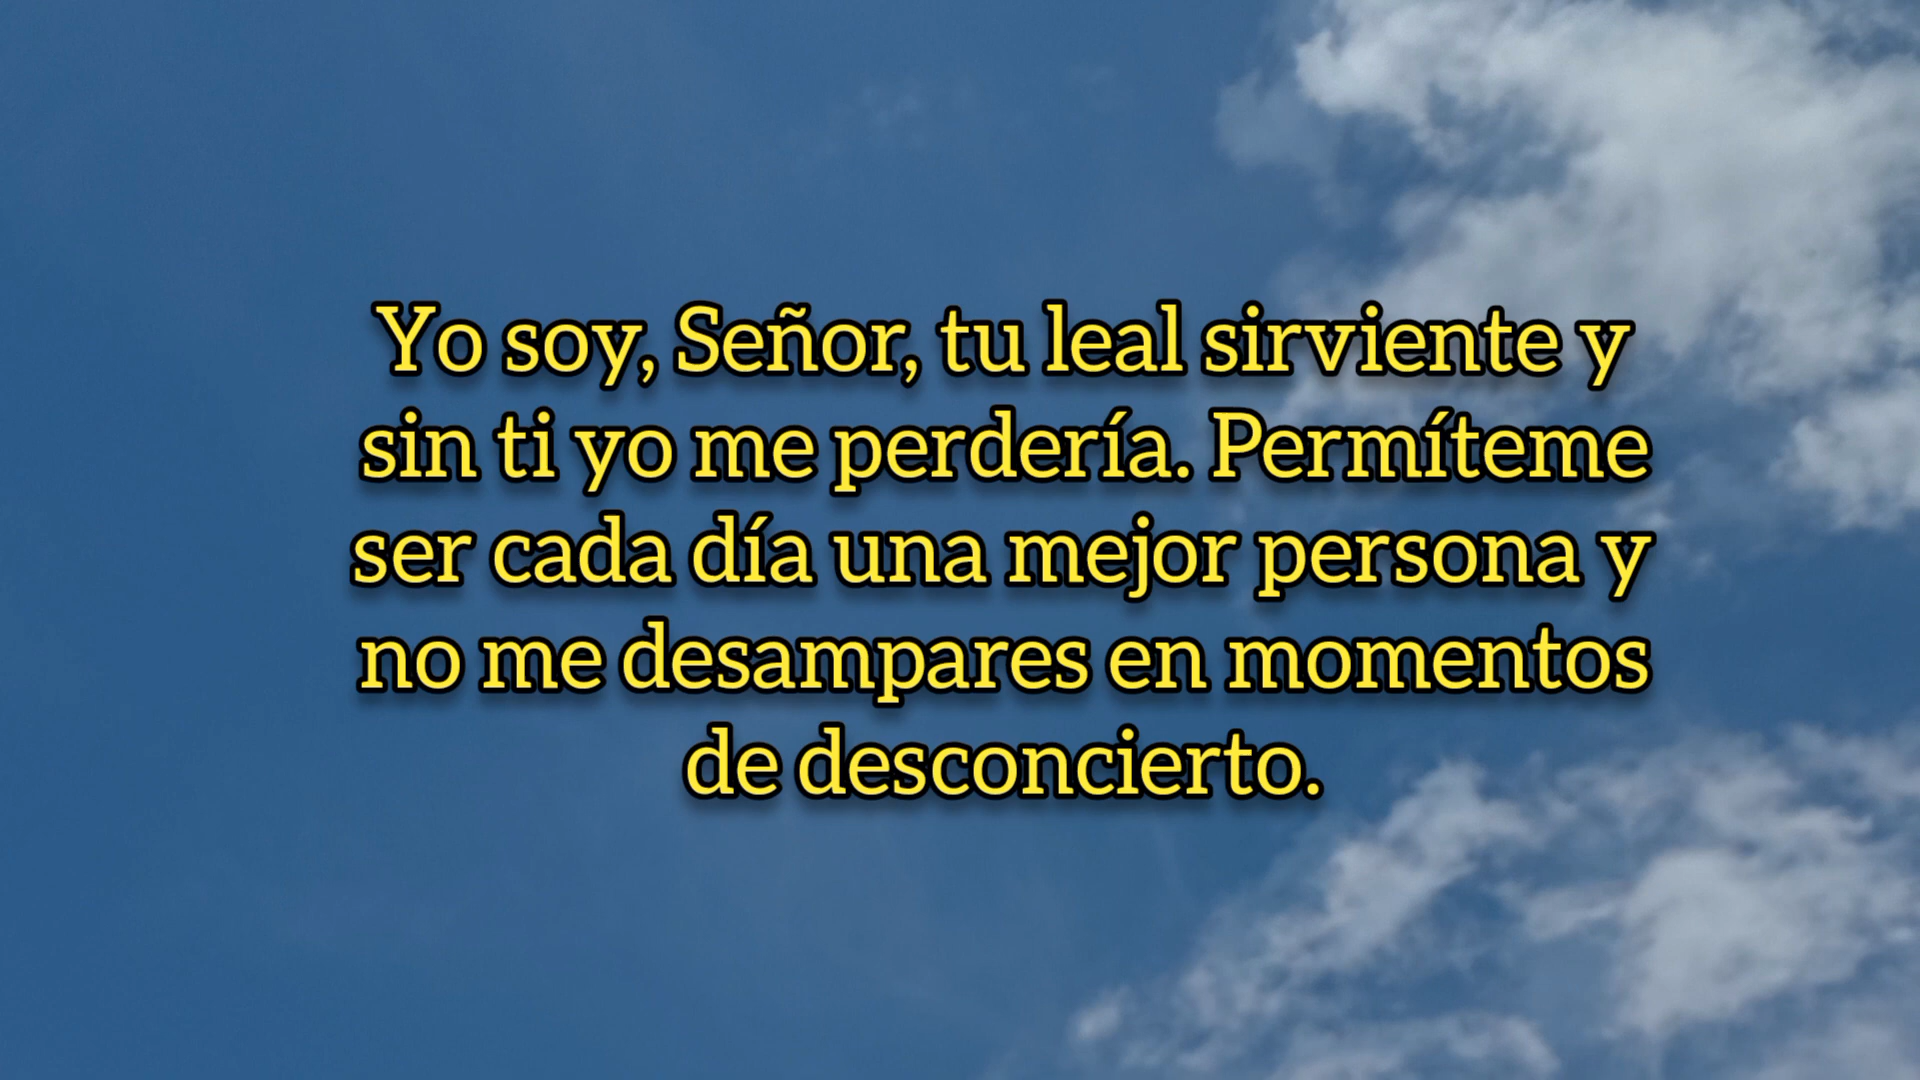 Yo soy, Señor, tu leal sirviente y
sin ti yo me perdería. Permíteme
ser cada día una mejor persona y
no me desampares en momentos
de desconcierto.